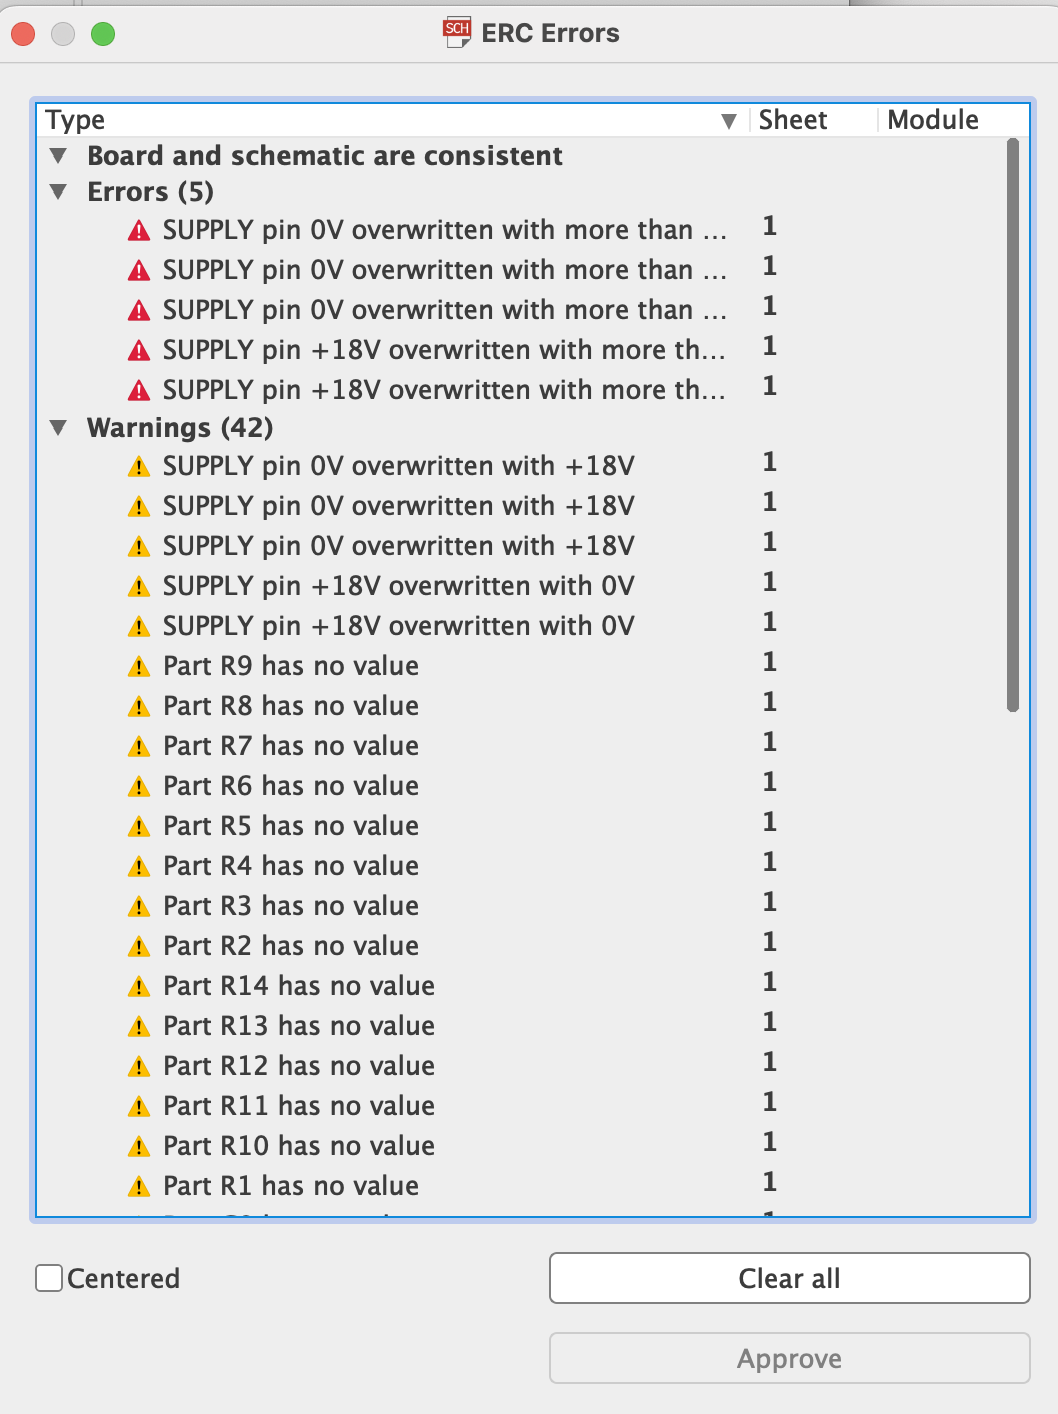 SCH ERC Errors
Type Sheet Module
Board and schematic are consistent
Errors (5)
SUPPLY pin 0V overwritten with more than ... 1
SUPPLY pin 0V overwritten with more than ... 1
SUPPLY pin 0V overwritten with more than ... 1
SUPPLY pin +18V overwritten with more th... 1
SUPPLY pin +18V overwritten with more th... 1
Warnings (42)
SUPPLY pin 0V overwritten with +18V 1
SUPPLY pin 0V overwritten with +18V 1
SUPPLY pin 0V overwritten with +18V 1
SUPPLY pin +18V overwritten with 0V 1
SUPPLY pin +18V overwritten with 0V 1
Part R9 has no value 1
Part R8 has no value 1
Part R7 has no value 1
Part R6 has no value 1
Part R5 has no value 1
Part R4 has no value 1
Part R3 has no value 1
Part R2 has no value 1
Part R14 has no value 1
Part R13 has no value 1
Part R12 has no value 1
Part R11 has no value 1
Part R10 has no value 1
Part R1 has no value 1
Centered
Clear all
Approve